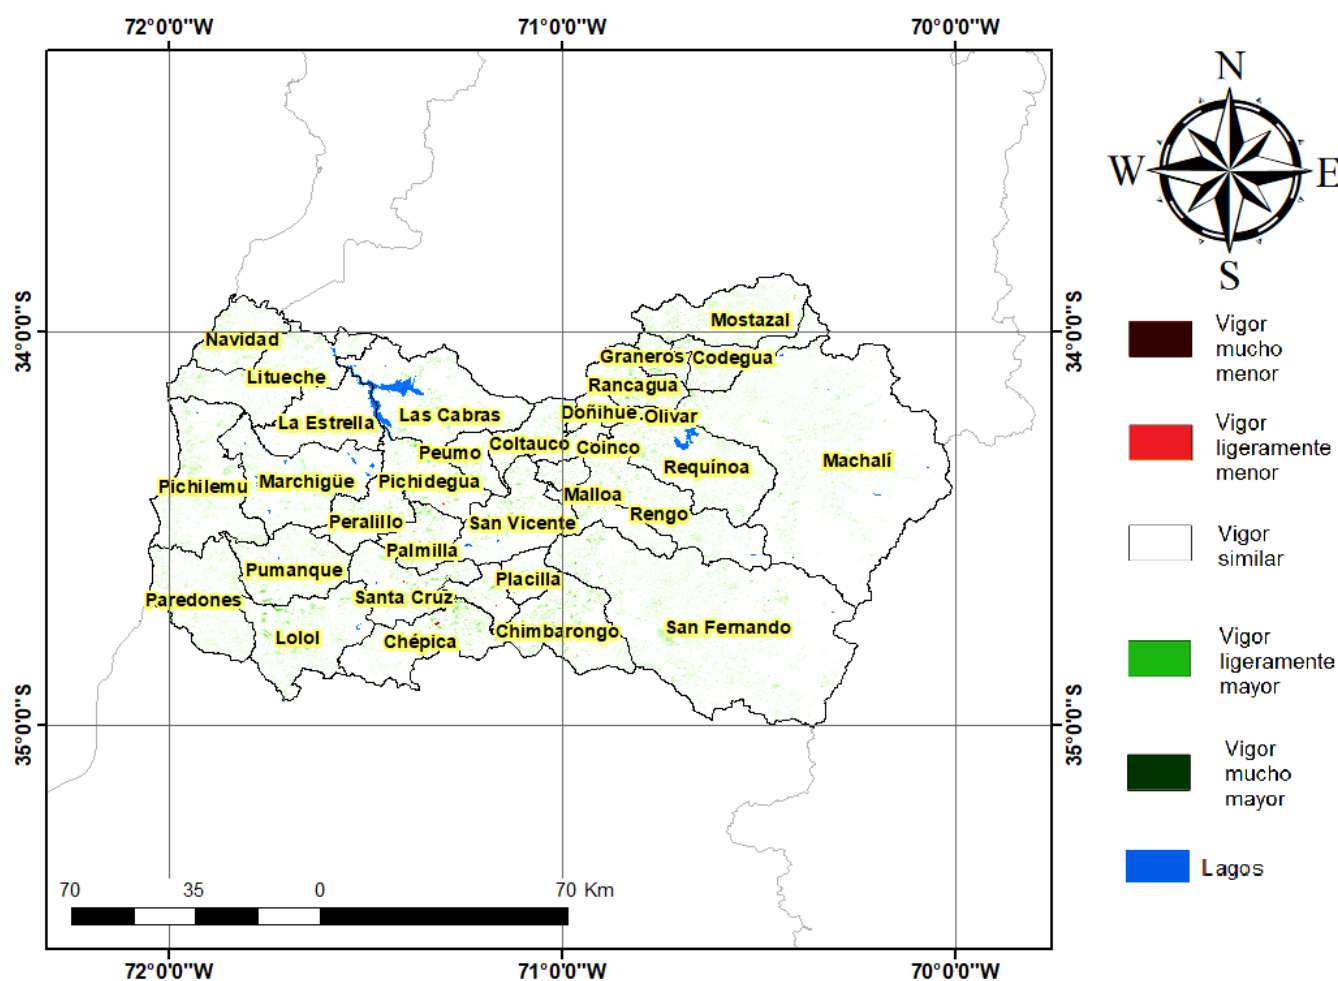 72°0'0"W 71°0'0"W 70°0'0"W
N
W E
S
34°0'0"S 34°0'0"S
Mostazal
Navidad
Graneros Codegua
Litueche
Rancagua
Las Cabras
Doñihue Olivar
La Estrella
Coltauco Coinco
Peumo
Requínoa
Machalí
Pichilemu Marchigüe Pichidegua
Malloa
Rengo
Peralillo
San Vicente
Palmilla
Pumanque
Placilla
Paredones
Santa Cruz
Lolol
Chépica
Chimbarongo
San Fernando
35°0'0"S 35°0'0"S
70 35 0 70 Km
72°0'0"W 71°0'0"W 70°0'0"W
Vigor
mucho
menor
Vigor
ligeramente
menor
Vigor
similar
Vigor
ligeramente
mayor
Vigor
mucho
mayor
Lagos